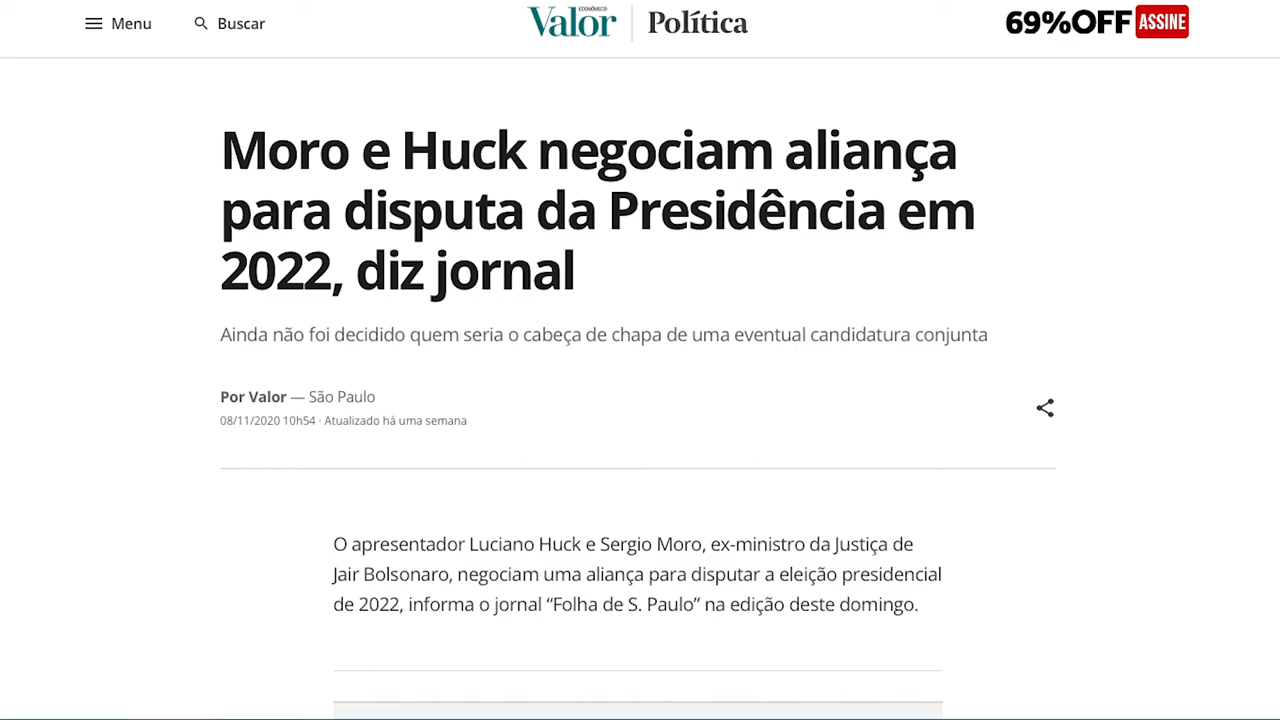 Menu
Buscar
Valor ECONÔMICO
Política
69%OFF ASSINE
Moro e Huck negociam aliança
para disputa da Presidência em
2022, diz jornal
Ainda não foi decidido quem seria o cabeça de chapa de uma eventual candidatura conjunta
Por Valor — São Paulo
08/11/2020 10h54 · Atualizado há uma semana
O apresentador Luciano Huck e Sergio Moro, ex-ministro da Justiça de
Jair Bolsonaro, negociam uma aliança para disputar a eleição presidencial
de 2022, informa o jornal “Folha de S. Paulo” na edição deste domingo.